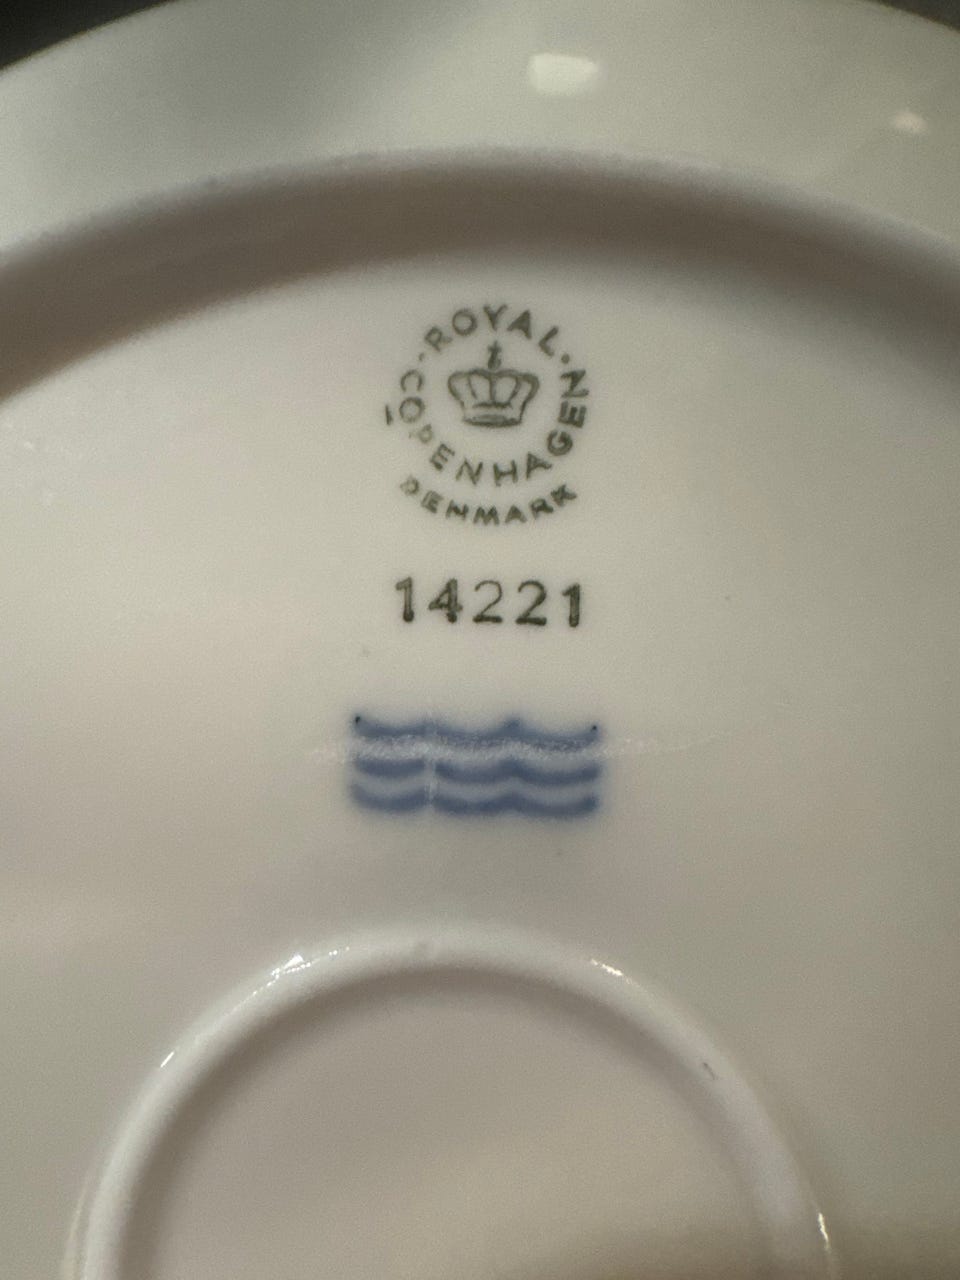 ROYAL · COPENHAGEN ·
DENMARK
14221